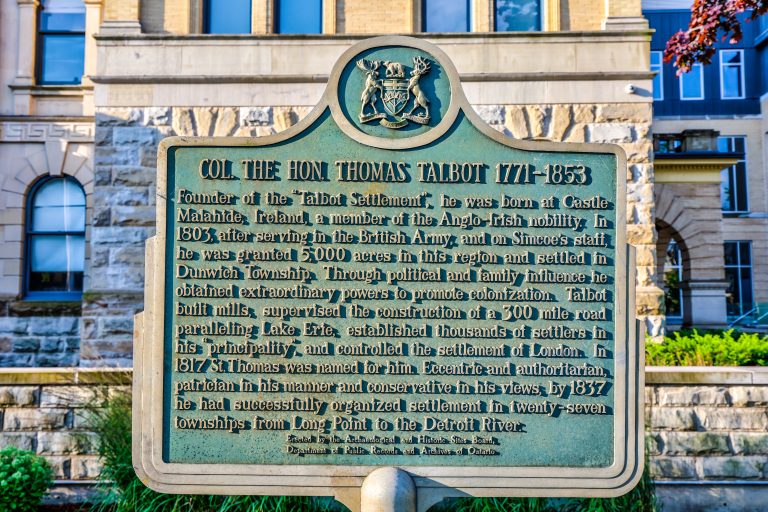 COL. THE HON. THOMAS TALBOT 1771-1853
Founder of the "Talbot Settlement", he was born at Castle
Malahide, Ireland, a member of the Anglo-Irish nobility. In
1803, after serving in the British Army, and on Simcoe's staff,
he was granted 5,000 acres in this region and settled in
Dunwich Township. Through political and family influence he
obtained extraordinary powers to promote colonization. Talbot
built mills, supervised the construction of a 300 mile road
paralleling Lake Erie, established thousands of settlers in
his "principality", and controlled the settlement of London. In
1817 St. Thomas was named for him. Eccentric and authoritarian,
patrician in his manner and conservative in his views, by 1837
he had successfully organized settlement in twenty-seven
townships from Long Point to the Detroit River.
Erected by the Archaeological and Historic Sites Board,
Department of Public Records and Archives of Ontario